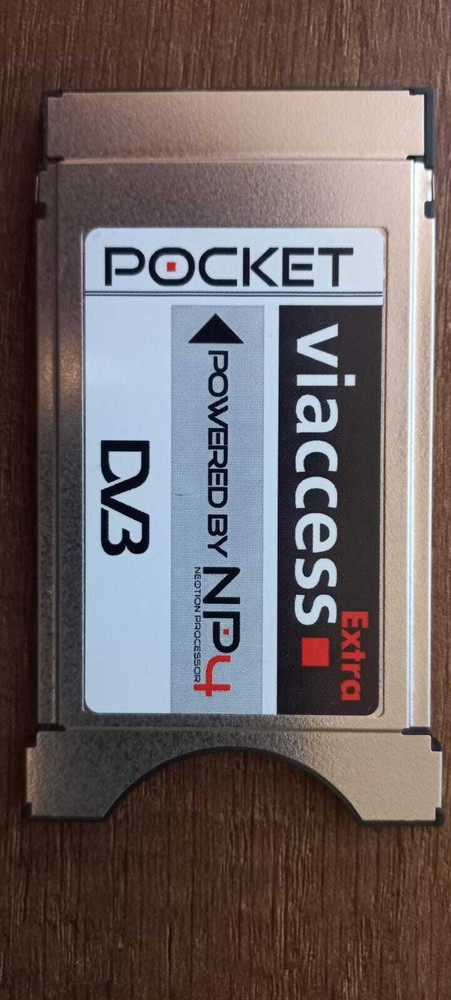 POCKET
viaccess
Extra
POWERED BY NP4
NEOTION PROCESSOR
DVB